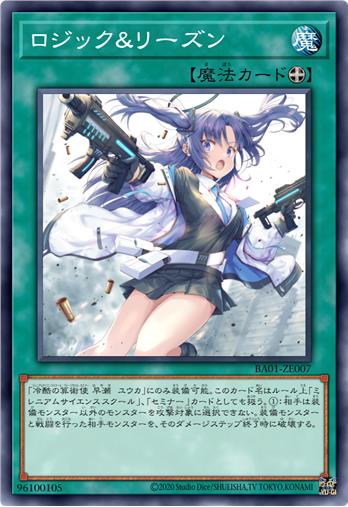 ロジック&リーズン
魔
【魔法カード】
BA01-ZE007
「冷酷の算術使 早瀬 ユウカ」にのみ装備可能。このカード名はルール上「ミ
レニアムサイエンススクール」、「セミナー」カードとしても扱う。①：相手は装
備モンスター以外のモンスターを攻撃対象に選択できない。装備モンスター
と戦闘を行った相手モンスターを、そのダメージステップ終了時に破壊する。
96100105
©2020 Studio Dice/SHUEISHA,TV TOKYO,KONAMI